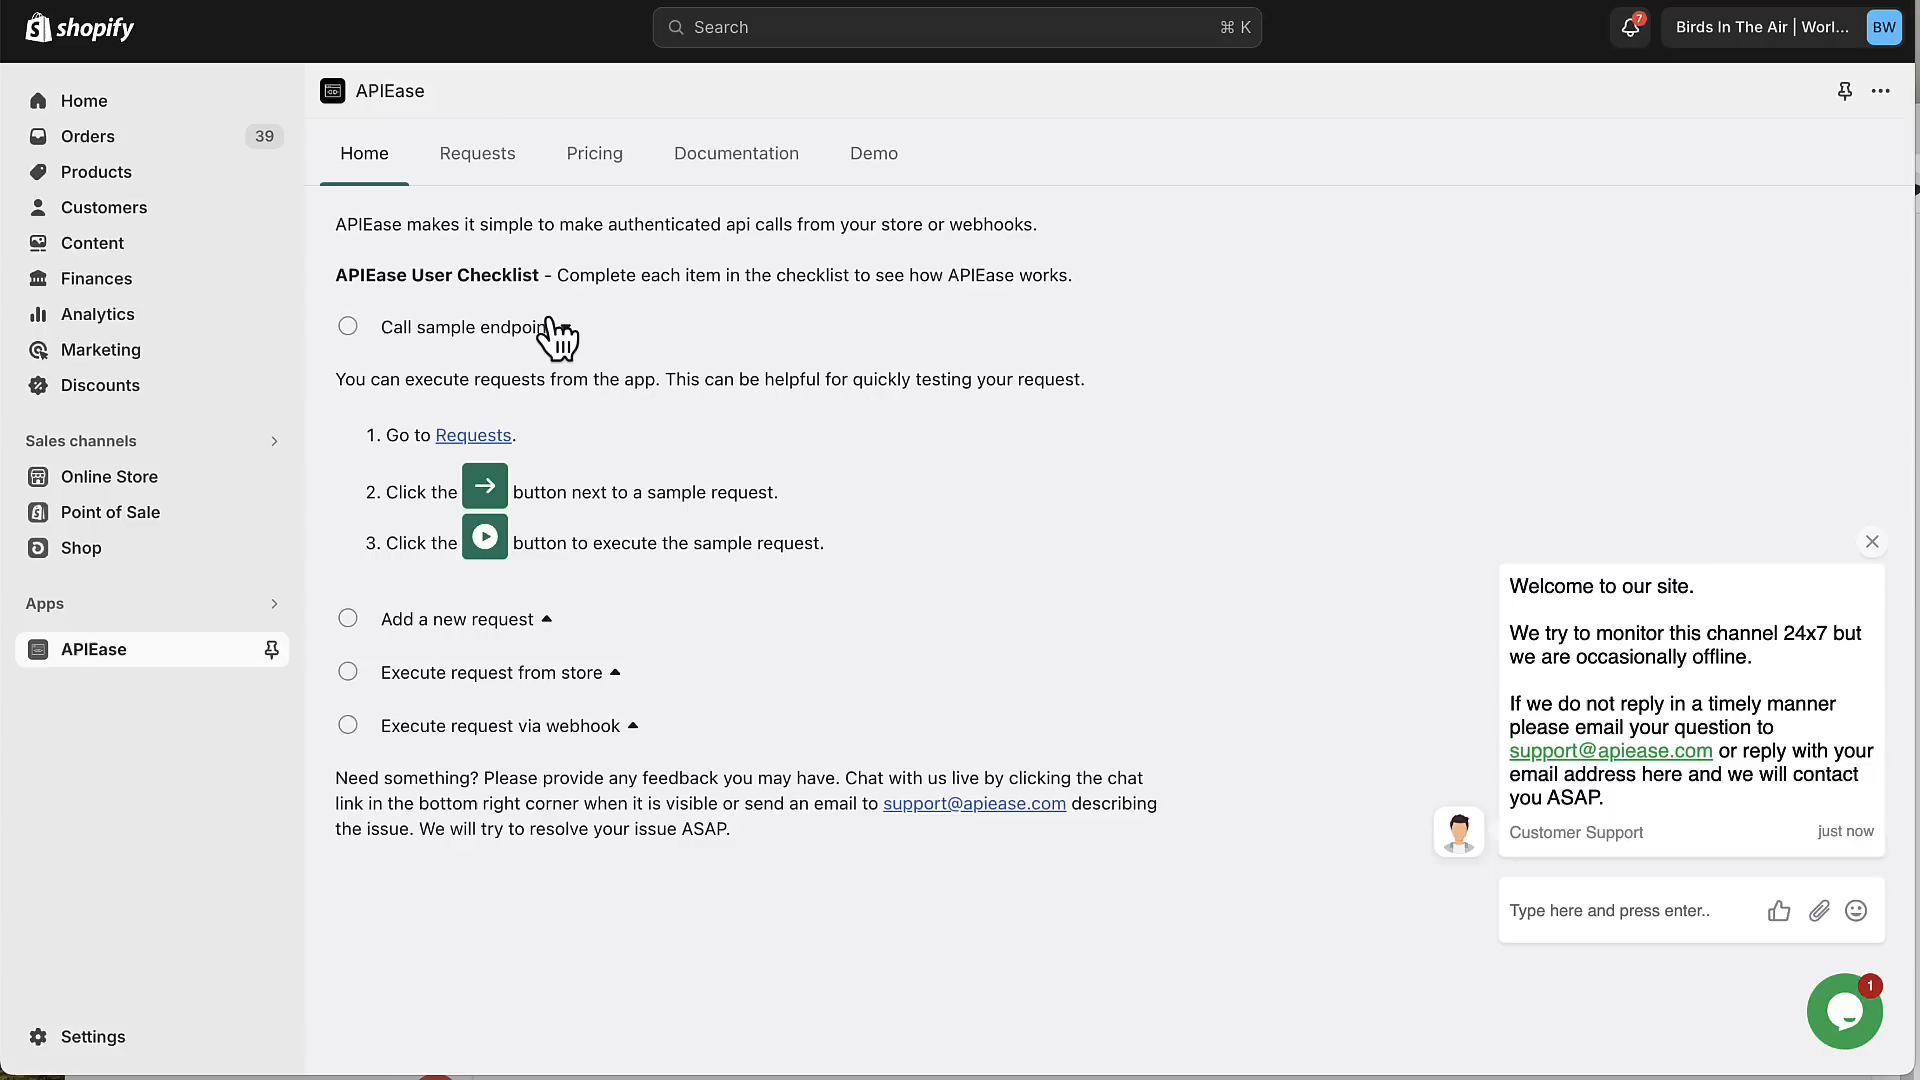 shopify
Search
⌘ K
7
Birds In The Air | Worl...
BW
Home
Orders
39
Products
Customers
Content
Finances
Analytics
Marketing
Discounts
Sales channels
Online Store
Point of Sale
Shop
Apps
APIEase
Settings
APIEase
Home
Requests
Pricing
Documentation
Demo
APIEase makes it simple to make authenticated api calls from your store or webhooks.
APIEase User Checklist - Complete each item in the checklist to see how APIEase works.
Call sample
You can execute requests from the app. This can be helpful for quickly testing your request.
1. Go to Requests.
2. Click the button next to a sample request.
3. Click the button to execute the sample request.
Add a new request
Execute request from store
Execute request via webhook
Need something? Please provide any feedback you may have. Chat with us live by clicking the chat
link in the bottom right corner when it is visible or send an email to support@apiease.com describing
the issue. We will try to resolve your issue ASAP.
Welcome to our site.
We try to monitor this channel 24x7 but
we are occasionally offline.
If we do not reply in a timely manner
please email your question to
support@apiease.com or reply with your
email address here and we will contact
you ASAP.
Customer Support
just now
Type here and press enter..
1